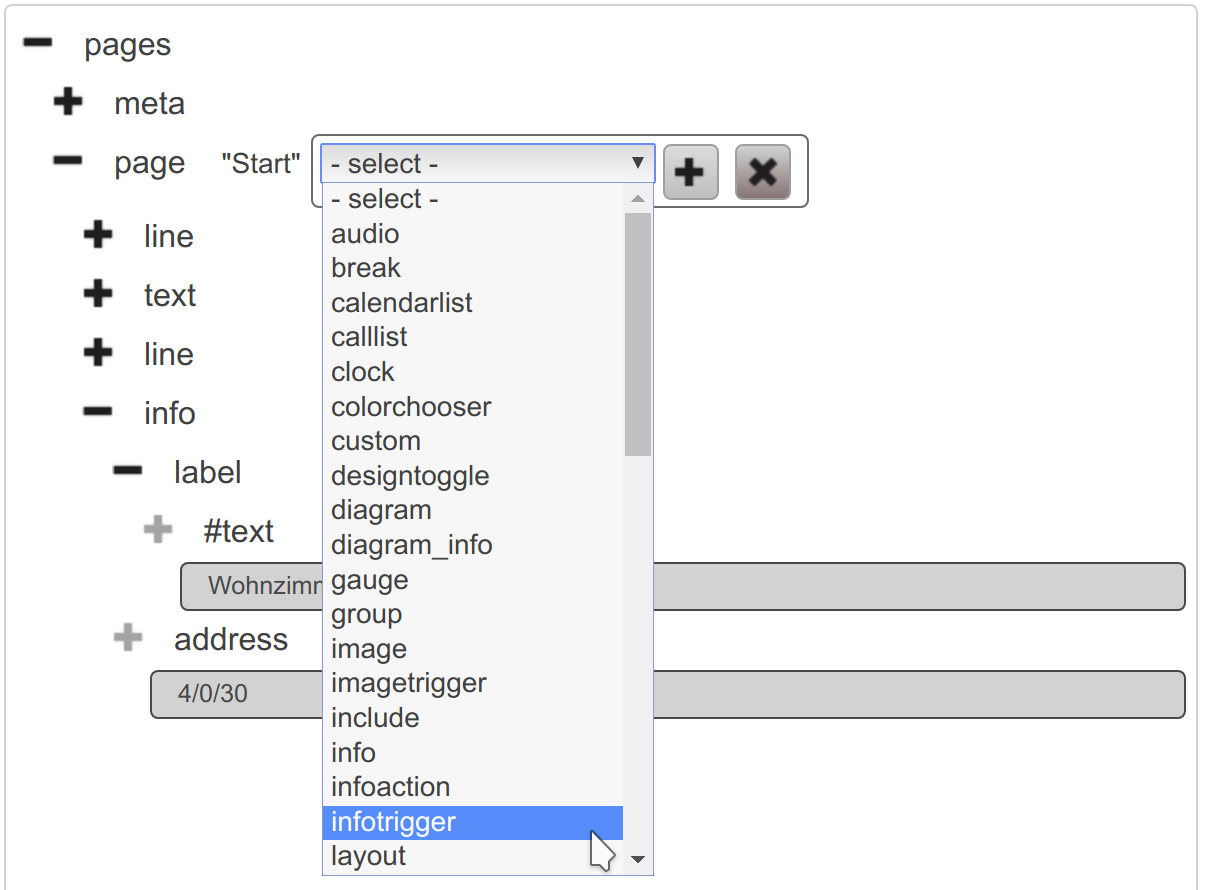 pages
meta
page "Start" - select -
- select -
audio
break
calendarlist
calllist
clock
colorchooser
custom
designtoggle
diagram
diagram_info
gauge
group
image
imagetrigger
include
info
infoaction
infotrigger
layout
line
text
line
info
label
#text
address
4/0/30